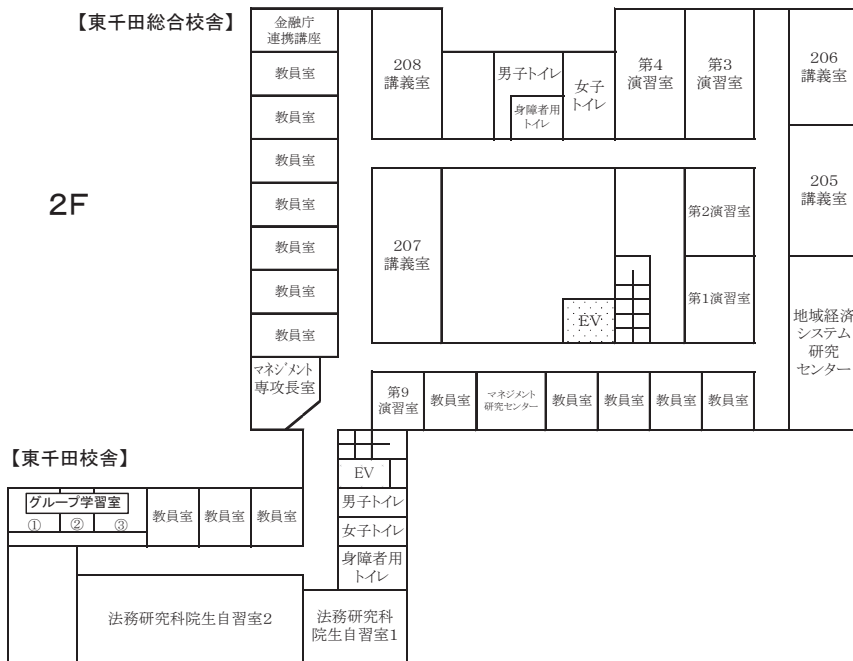 【東千田総合校舎】
2F
金融庁
連携講座
教員室
教員室
教員室
教員室
教員室
教員室
教員室
マネジメント
専攻長室
208
講義室
男子トイレ
身障者用
トイレ
女子
トイレ
第4
演習室
第3
演習室
206
講義室
205
講義室
207
講義室
第2演習室
第1演習室
EV
地域経済
システム
研究
センター
第9
演習室
教員室
マネジメント
研究センター
教員室
教員室
教員室
教員室
【東千田校舎】
グループ学習室
①
②
③
教員室
教員室
教員室
EV
男子トイレ
女子トイレ
身障者用
トイレ
法務研究科院生自習室2
法務研究科
院生自習室1